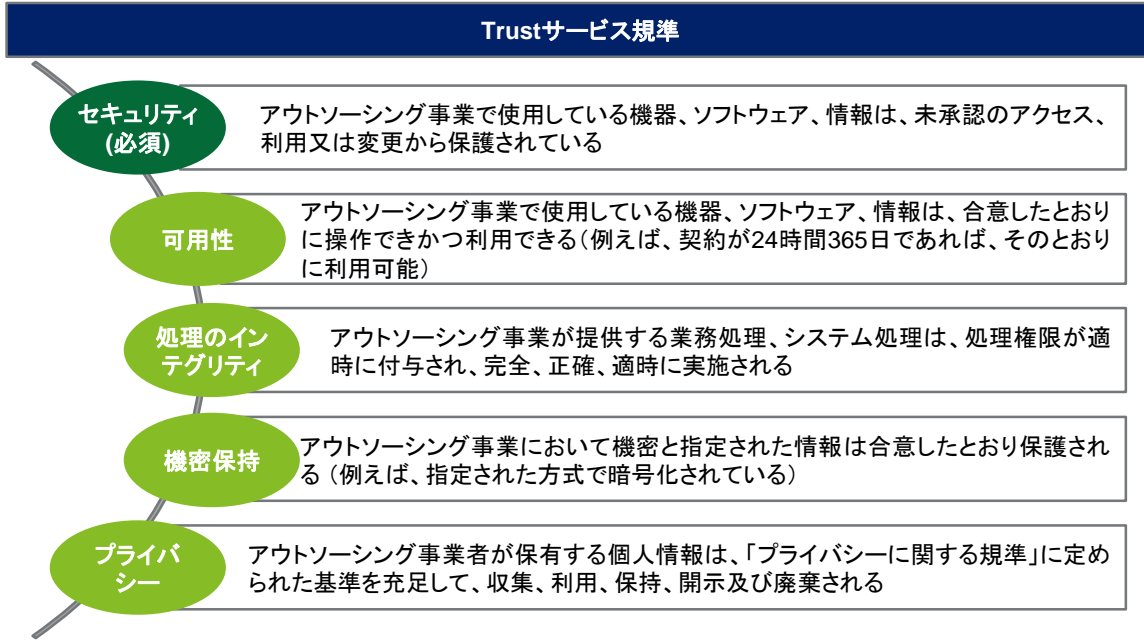 Trustサービス規準
セキュリティ
(必須)
アウトソーシング事業で使用している機器、ソフトウェア、情報は、未承認のアクセス、
利用又は変更から保護されている
可用性
アウトソーシング事業で使用している機器、ソフトウェア、情報は、合意したとおり
に操作できかつ利用できる（例えば、契約が24時間365日であれば、そのとおり
に利用可能）
処理のイン
テグリティ
アウトソーシング事業が提供する業務処理、システム処理は、処理権限が適
時に付与され、完全、正確、適時に実施される
機密保持
アウトソーシング事業において機密と指定された情報は合意したとおり保護され
る（例えば、指定された方式で暗号化されている）
プライバ
シー
アウトソーシング事業者が保有する個人情報は、「プライバシーに関する規準」に定め
られた基準を充足して、収集、利用、保持、開示及び廃棄される